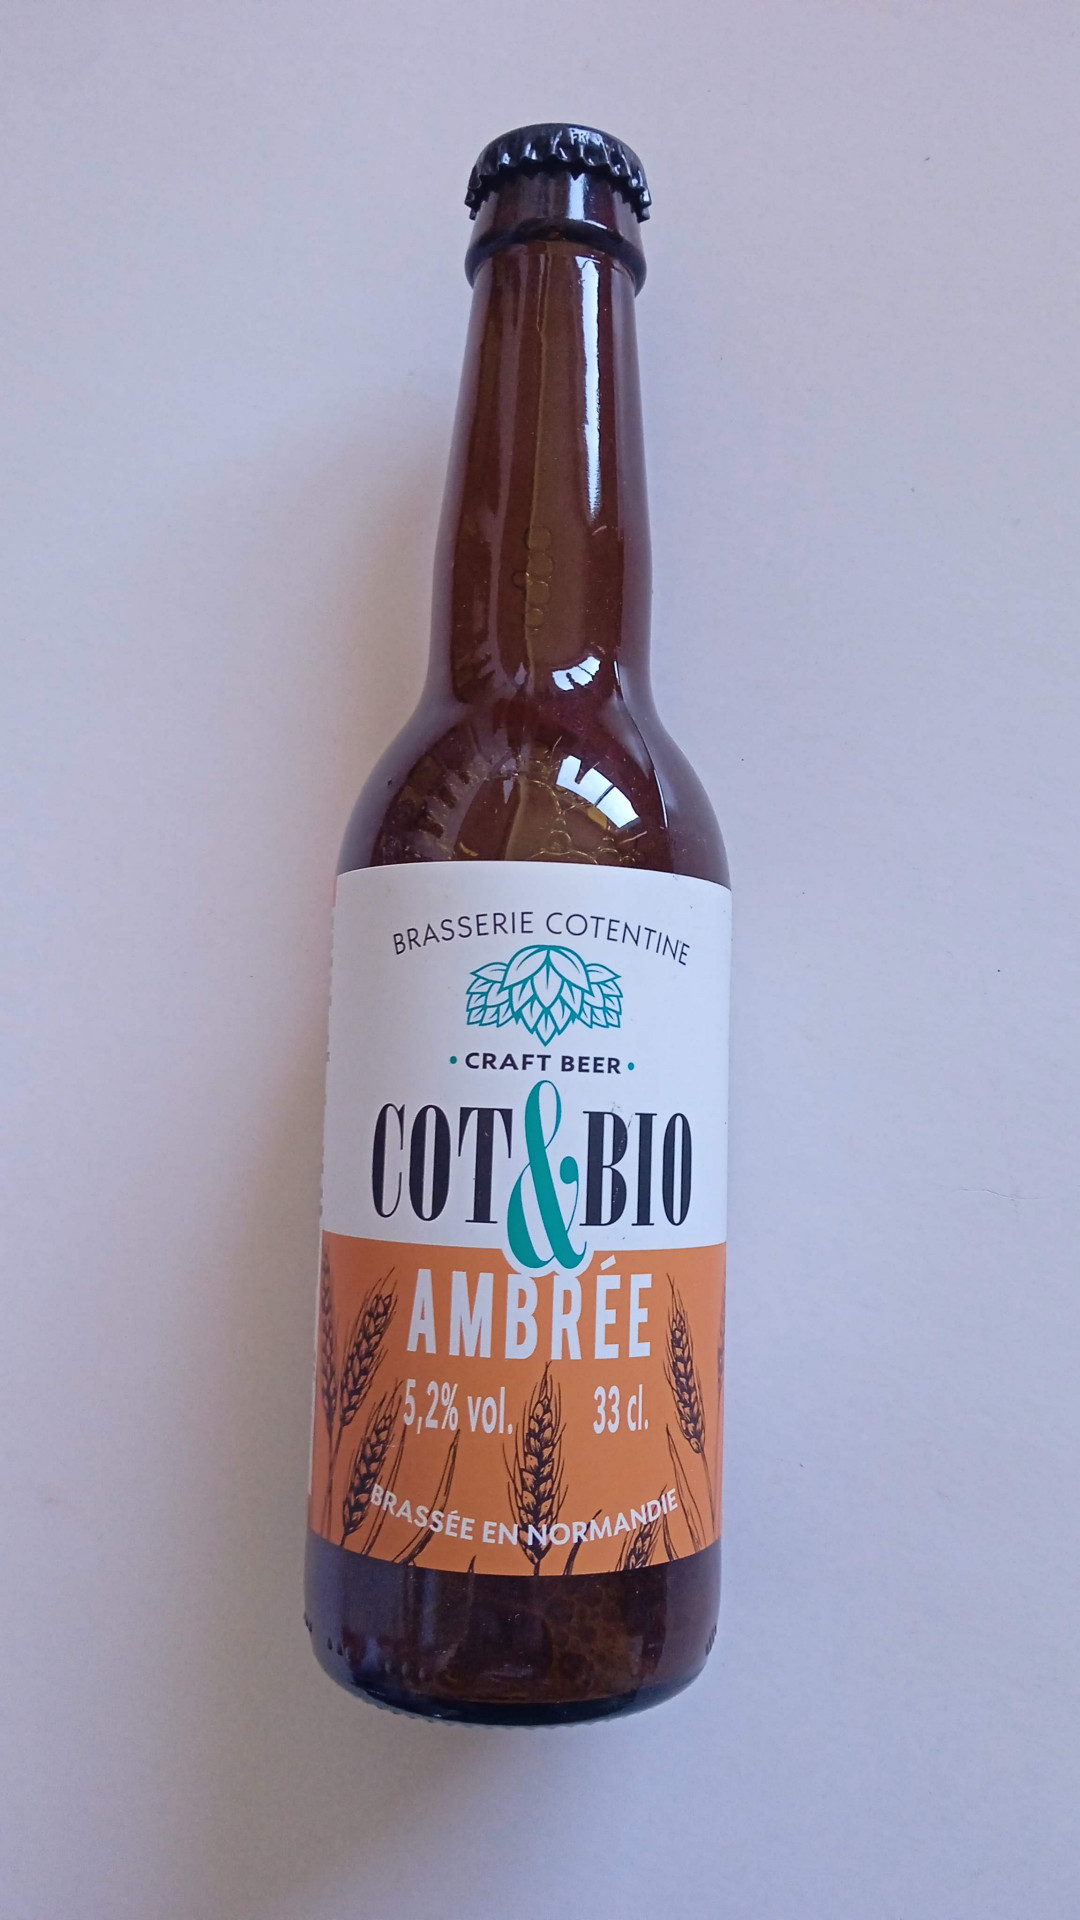 BRASSERIE COTENTINE
• CRAFT BEER •
COT&BIO
AMBRÉE
5,2% vol. 33 cl.
BRASSÉE EN NORMANDIE